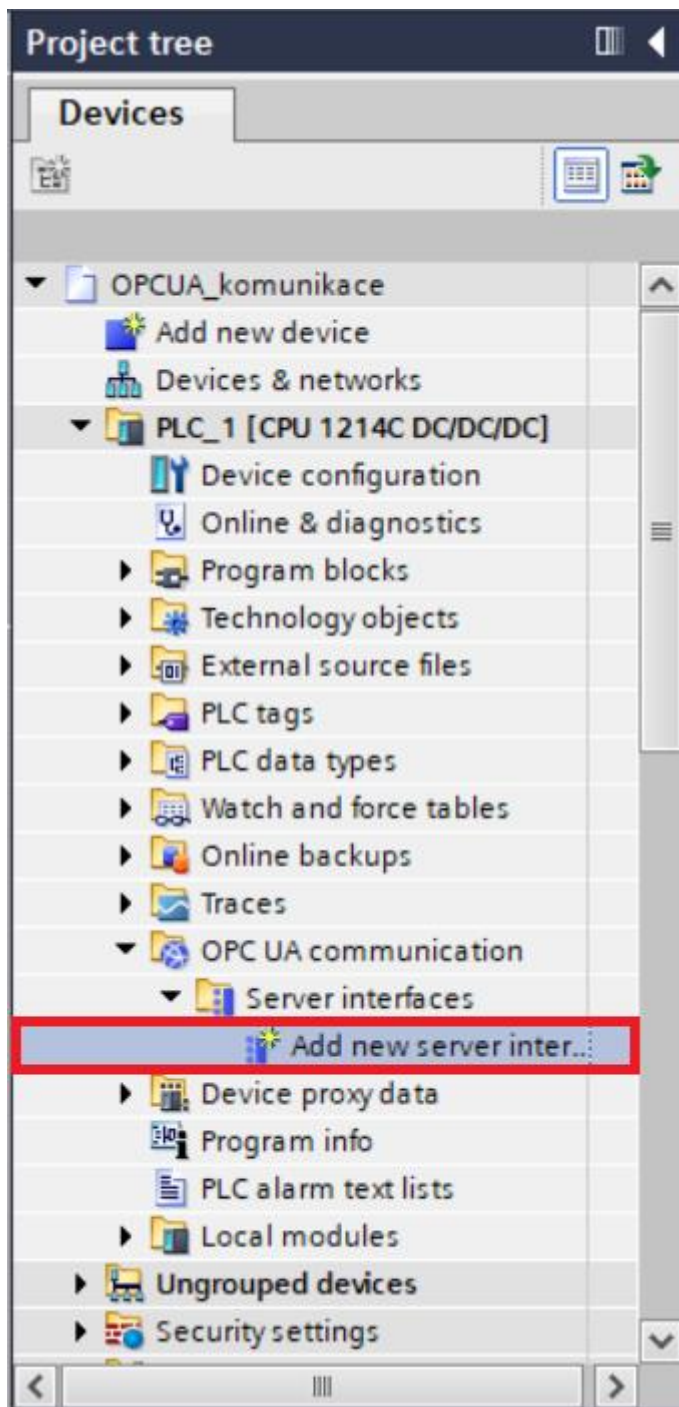 Project tree
Devices
OPCUA_komunikace
Add new device
Devices & networks
PLC_1 [CPU 1214C DC/DC/DC]
Device configuration
Online & diagnostics
Program blocks
Technology objects
External source files
PLC tags
PLC data types
Watch and force tables
Online backups
Traces
OPC UA communication
Server interfaces
Add new server inter...
Device proxy data
Program info
PLC alarm text lists
Local modules
Ungrouped devices
Security settings